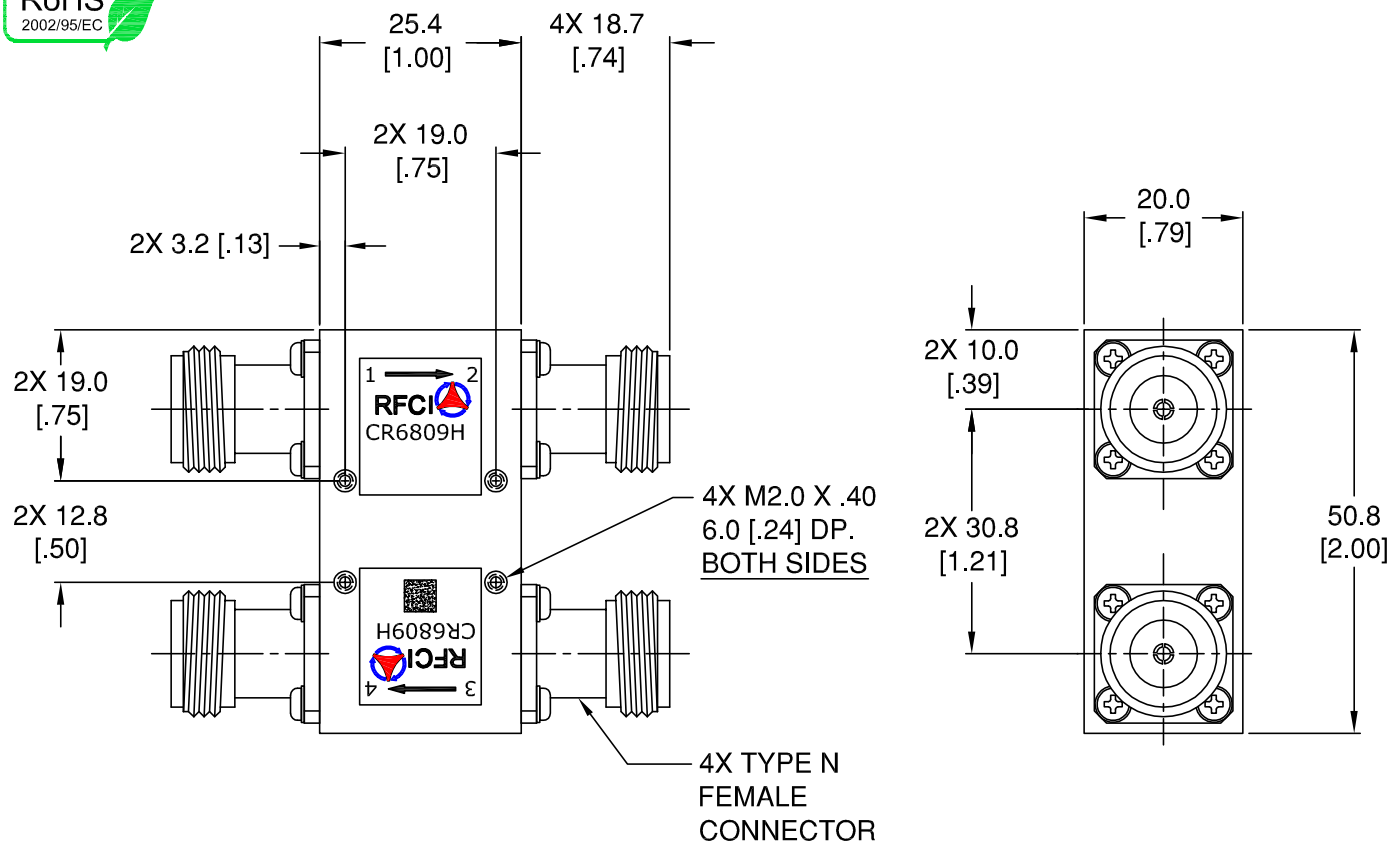 RoHS
2002/95/EC
25.4
[1.00]
4X 18.7
[.74]
2X 19.0
[.75]
2X 3.2 [.13]
20.0
[.79]
2X 19.0
[.75]
2X 10.0
[.39]
1 2
RFCI
CR6809H
2X 12.8
[.50]
4X M2.0 X .40
6.0 [.24] DP.
BOTH SIDES
2X 30.8
[1.21]
50.8
[2.00]
3 4
RFCI
CR6809H
4X TYPE N
FEMALE
CONNECTOR